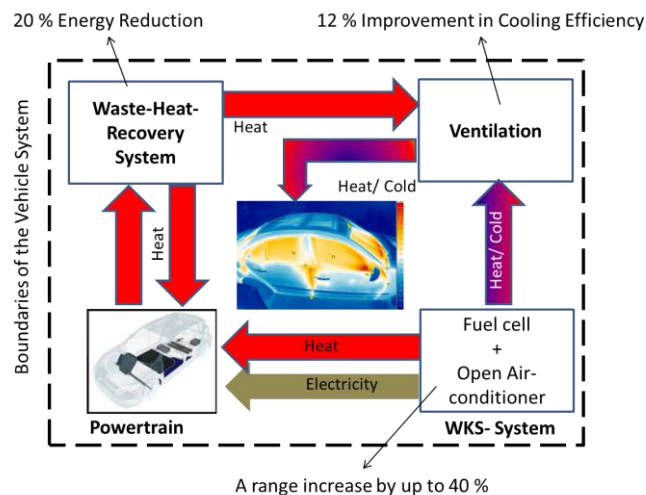 20 % Energy Reduction
12 % Improvement in Cooling Efficiency
Boundaries of the Vehicle System
Waste-Heat-
Recovery
System
Heat
Ventilation
Heat/ Cold
Heat
Heat/ Cold
Heat
Electricity
Fuel cell
+
Open Air-
conditioner
Powertrain
WKS- System
A range increase by up to 40 %